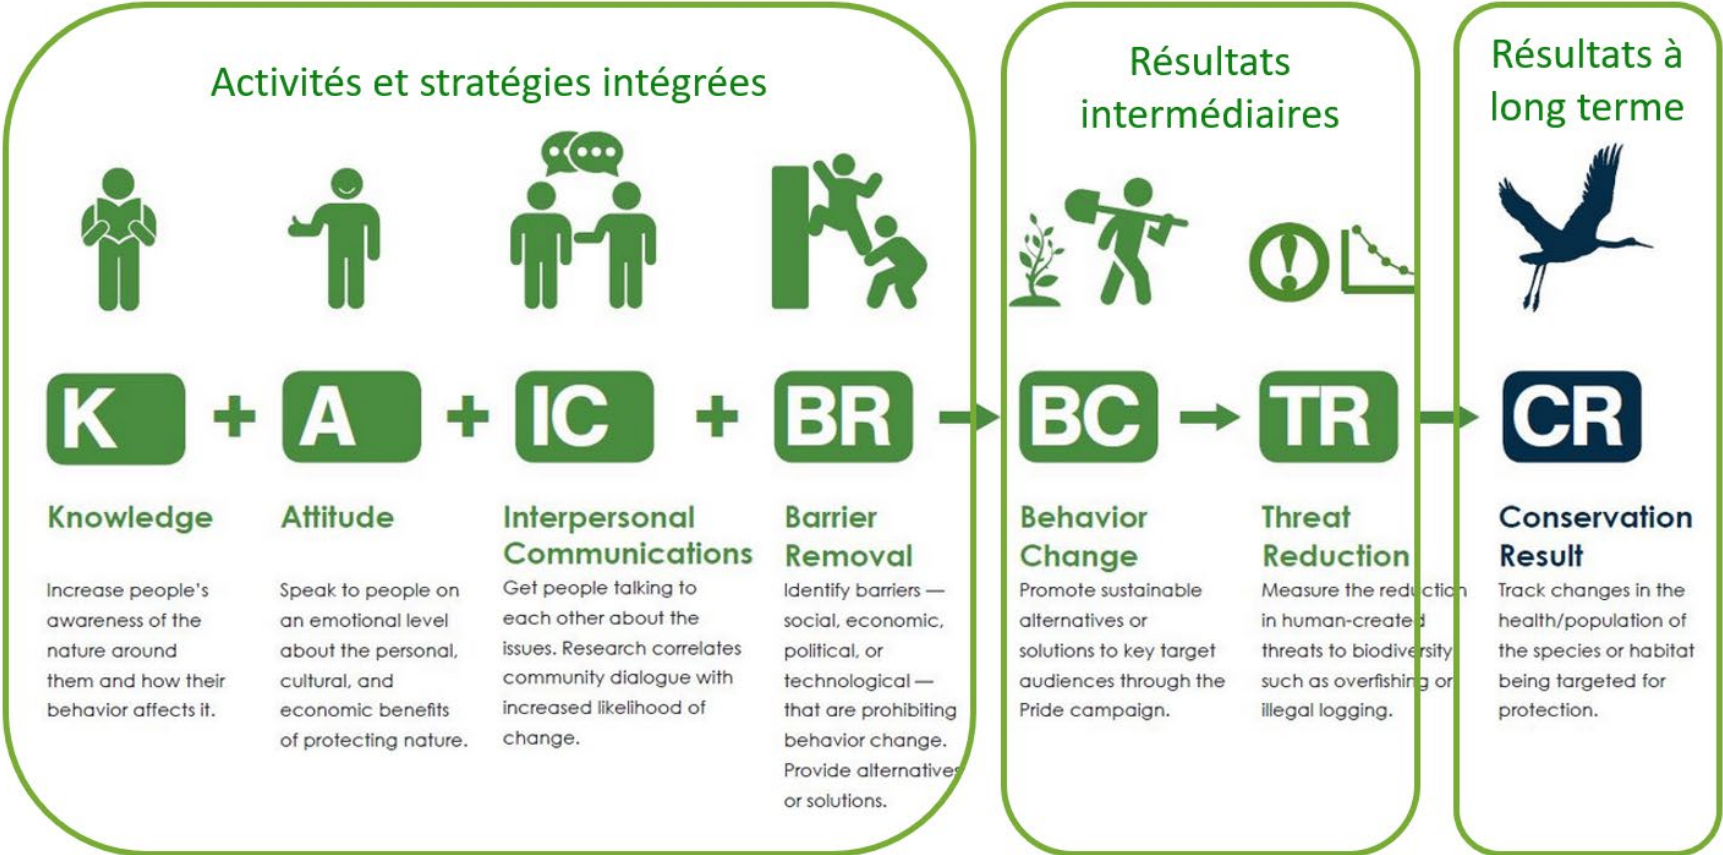 Activités et stratégies intégrées
Résultats
intermédiaires
Résultats à
long terme
K + A + IC + BR BC TR CR
Knowledge
Increase people's
awareness of the
nature around
them and how their
behavior affects it.
Attitude
Speak to people on
an emotional level
about the personal,
cultural, and
economic benefits
of protecting nature.
Interpersonal
Communications
Get people talking to
each other about the
issues. Research correlates
community dialogue with
increased likelihood of
change.
Barrier
Removal
Identify barriers —
social, economic,
political, or
technological —
that are prohibiting
behavior change.
Provide alternatives
or solutions.
Behavior
Change
Promote sustainable
alternatives or
solutions to key target
audiences through the
Pride campaign.
Threat
Reduction
Measure the reduction
in human-created
threats to biodiversity
such as overfishing or
illegal logging.
Conservation
Result
Track changes in the
health/population of
the species or habitat
being targeted for
protection.